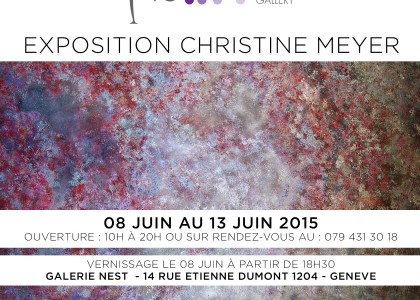 GALLERY
EXPOSITION CHRISTINE MEYER
08 JUIN AU 13 JUIN 2015
OUVERTURE : 10H À 20H OU SUR RENDEZ-VOUS AU : 079 431 30 18
VERNISSAGE LE 08 JUIN À PARTIR DE 18H30
GALERIE NEST - 14 RUE ETIENNE DUMONT 1204 - GENEVE